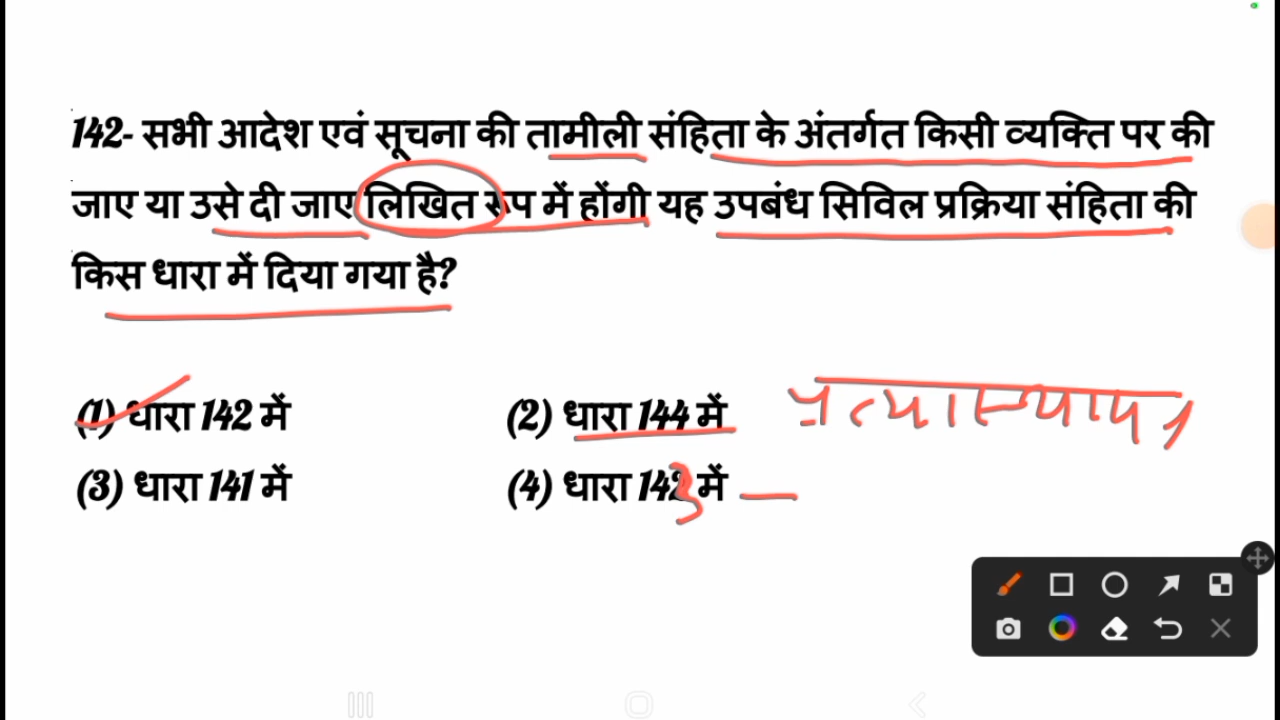 142- सभी आदेश एवं सूचना की तामीली संहिता के अंतर्गत किसी व्यक्ति पर की
जाए या उसे दी जाए लिखित रूप में होंगी यह उपबंध सिविल प्रक्रिया संहिता की
किस धारा में दिया गया है?
(1) धारा 142 में (2) धारा 144 में
(3) धारा 141 में (4) धारा 143 में